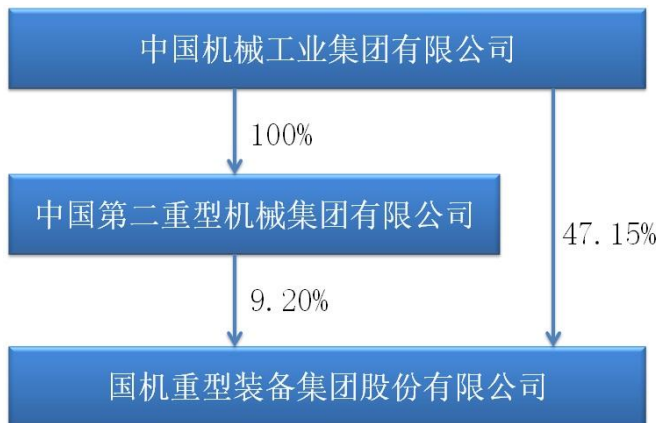 中国机械工业集团有限公司
100%
中国第二重型机械集团有限公司
47.15%
9.20%
国机重型装备集团股份有限公司